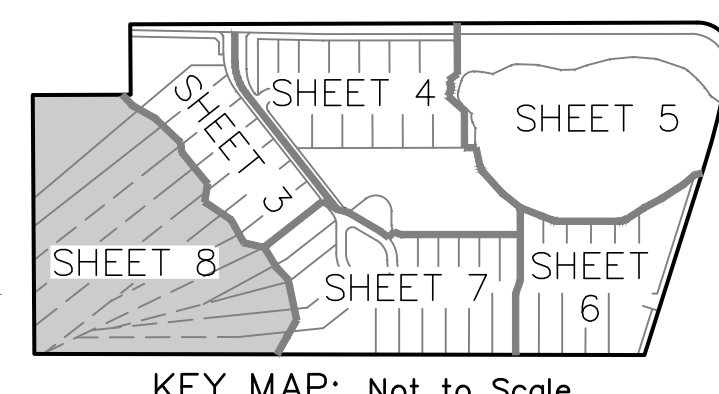 SHEET 3
SHEET 4
SHEET 5
SHEET 8
SHEET 7
SHEET
6
KEY MAP: Not to Scale